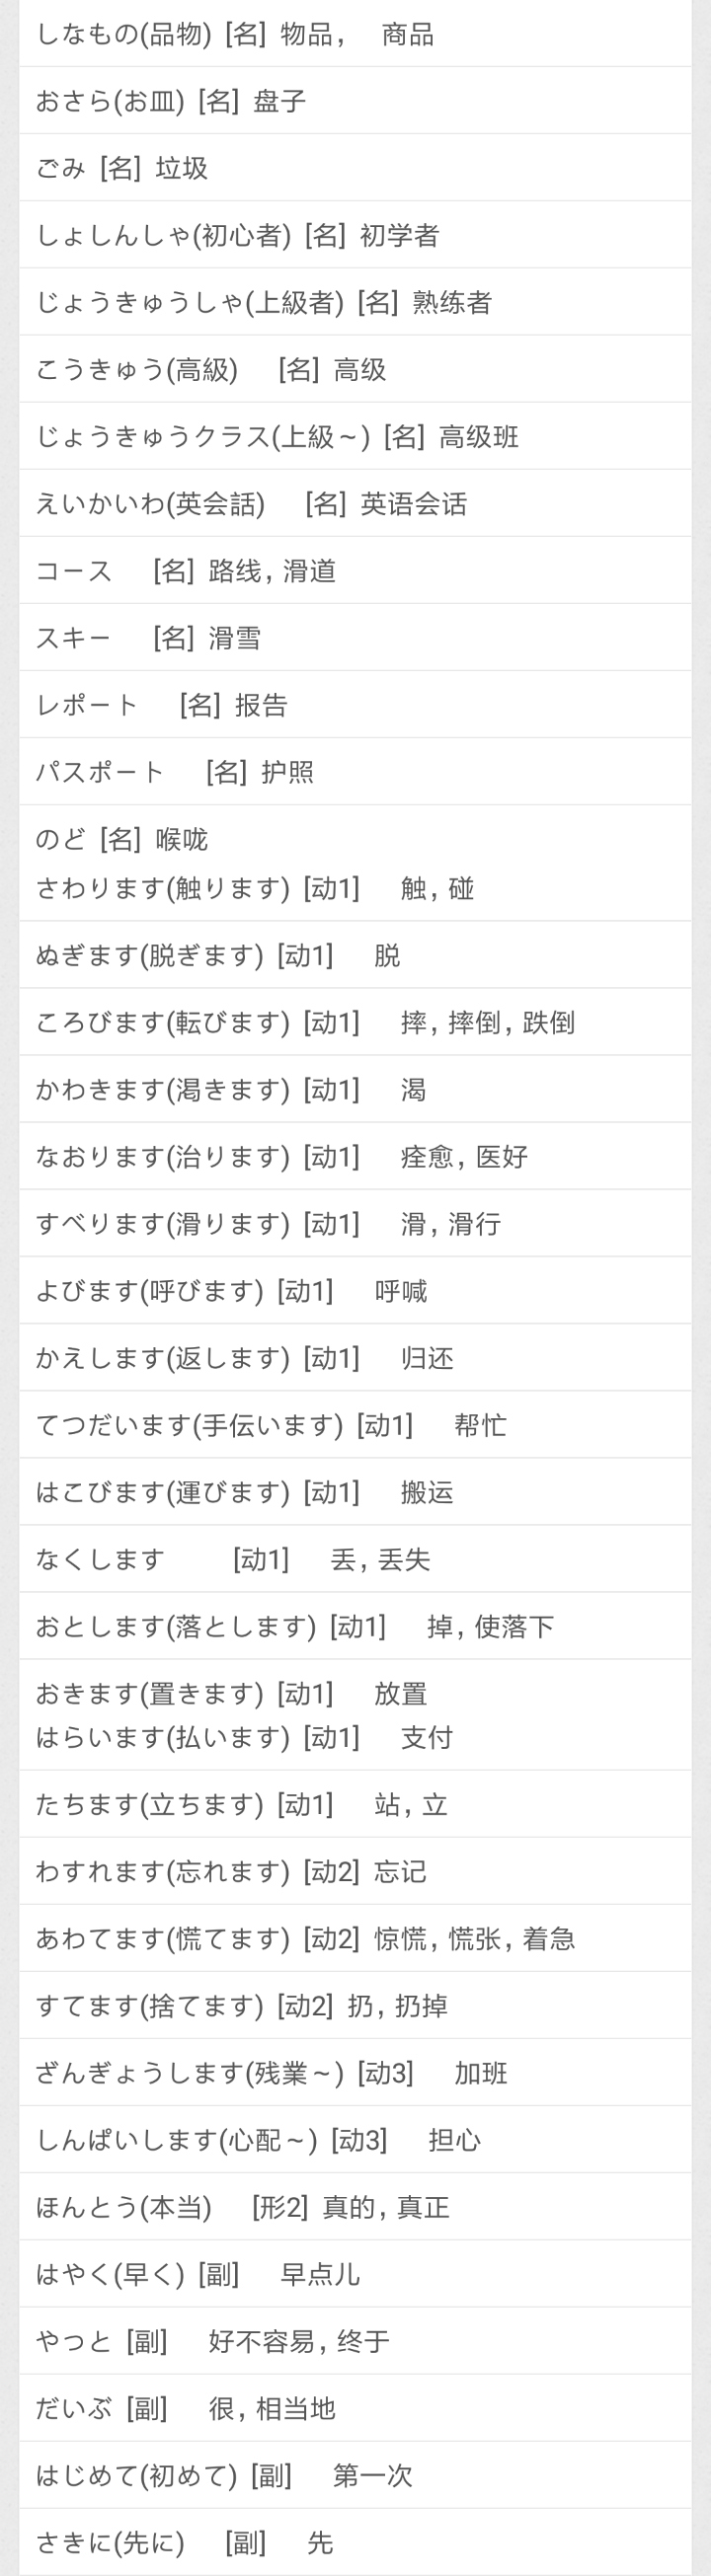 しなもの(品物) [名] 物品， 商品
おさら(お皿) [名] 盘子
ごみ [名] 垃圾
しょしんしゃ(初心者) [名] 初学者
じょうきゅうしゃ(上級者) [名] 熟练者
こうきゅう(高級) [名] 高级
じょうきゅうクラス(上級～) [名] 高级班
えいかいわ(英会話) [名] 英语会话
コース [名] 路线, 滑道
スキー [名] 滑雪
レポート [名] 报告
パスポート [名] 护照
のど [名] 喉咙
さわります(触ります) [动1] 触, 碰
ぬぎます(脱ぎます) [动1] 脱
ころびます(転びます) [动1] 摔, 摔倒, 跌倒
かわきます(渇きます) [动1] 渴
なおります(治ります) [动1] 痊愈, 医好
すべります(滑ります) [动1] 滑, 滑行
よびます(呼びます) [动1] 呼喊
かえします(返します) [动1] 归还
てつだいます(手伝います) [动1] 帮忙
はこびます(運びます) [动1] 搬运
なくします [动1] 丢, 丢失
おとします(落とします) [动1] 掉, 使落下
おきます(置きます) [动1] 放置
はらいます(払います) [动1] 支付
たちます(立ちます) [动1] 站, 立
わすれます(忘れます) [动2] 忘记
あわてます(慌てます) [动2] 惊慌, 慌张, 着急
すてます(捨てます) [动2] 扔, 扔掉
ざんぎょうします(残業～) [动3] 加班
しんぱいします(心配～) [动3] 担心
ほんとう(本当) [形2] 真的, 真正
はやく(早く) [副] 早点儿
やっと [副] 好不容易, 终于
だいぶ [副] 很, 相当地
はじめて(初めて) [副] 第一次
さきに(先に) [副] 先